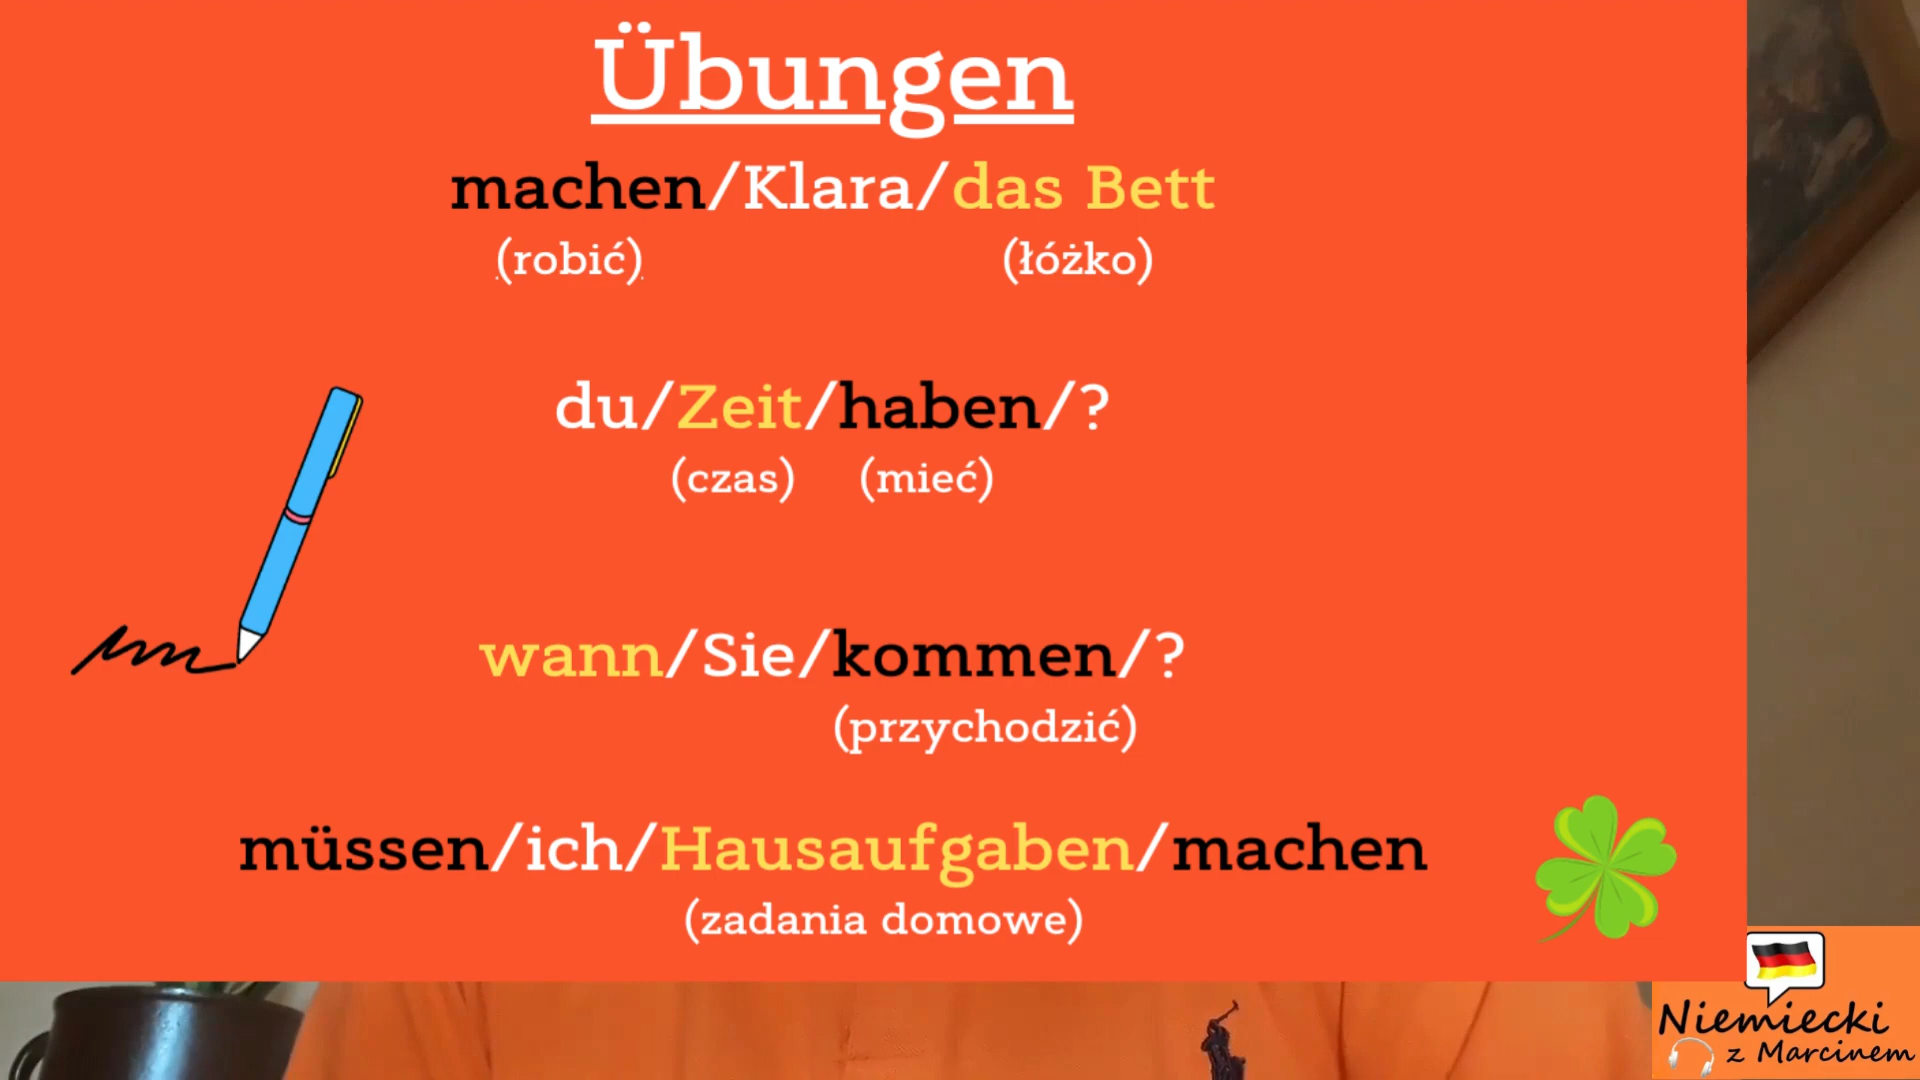 Übungen
machen/Klara/das Bett
(robić) (łóżko)
du/Zeit/haben/?
(czas) (mieć)
wann/Sie/kommen/?
(przychodzić)
müssen/ich/Hausaufgaben/machen
(zadania domowe)
Niemiecki
z Marcinem